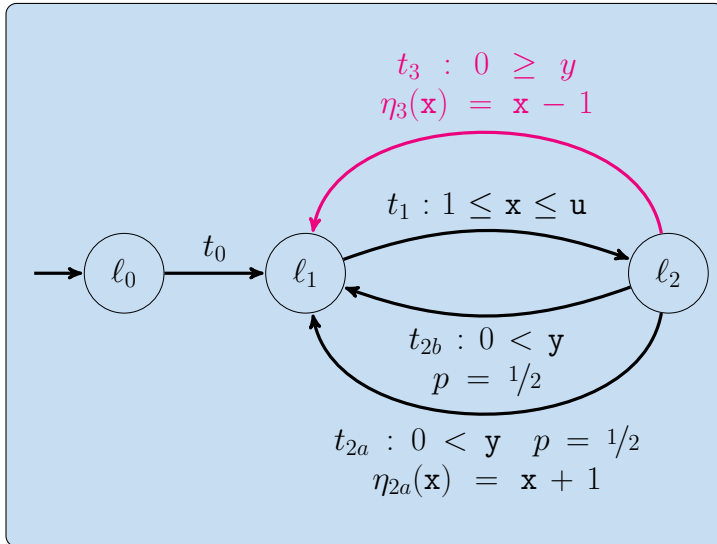 t₃ : 0 ≥ y
η₃(x) = x − 1
t₁ : 1 ≤ x ≤ u
t₀
ℓ₀
ℓ₁
ℓ₂
t₂b : 0 < y
p = 1/2
t₂a : 0 < y p = 1/2
η₂a(x) = x + 1